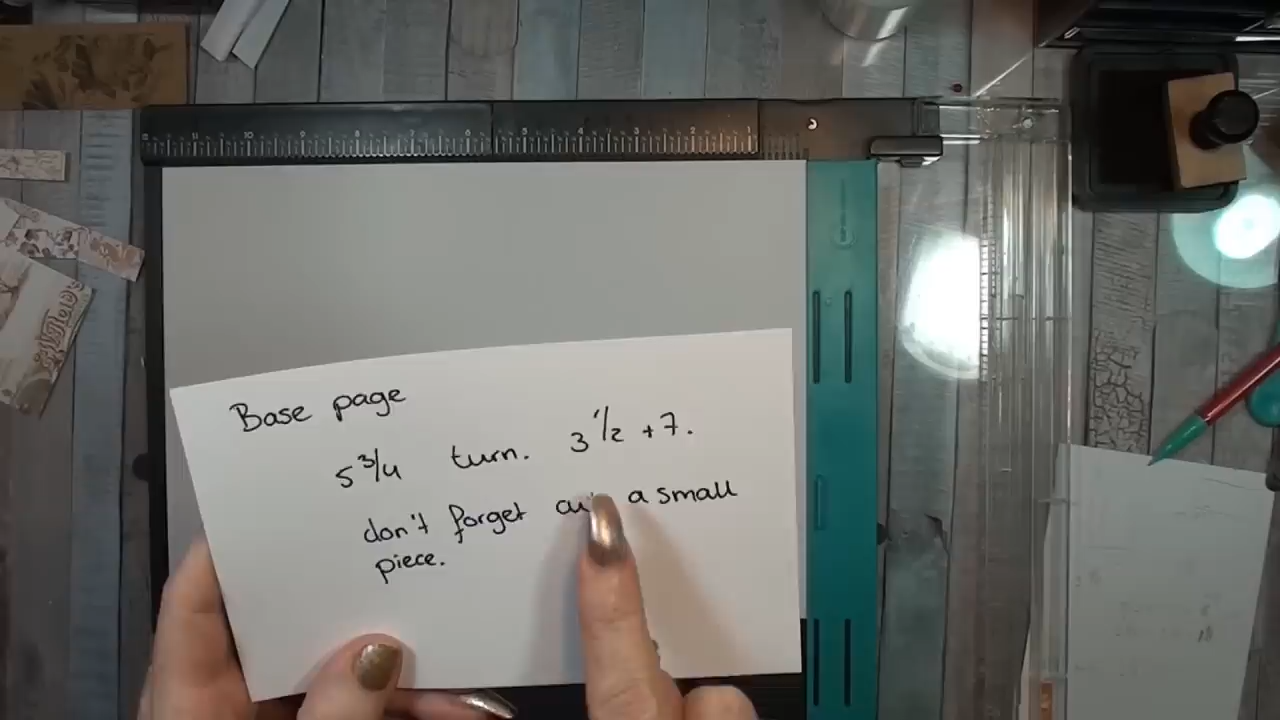 Base page
5 3/4 turn. 3 1/2 + 7.
don't forget a small
piece.